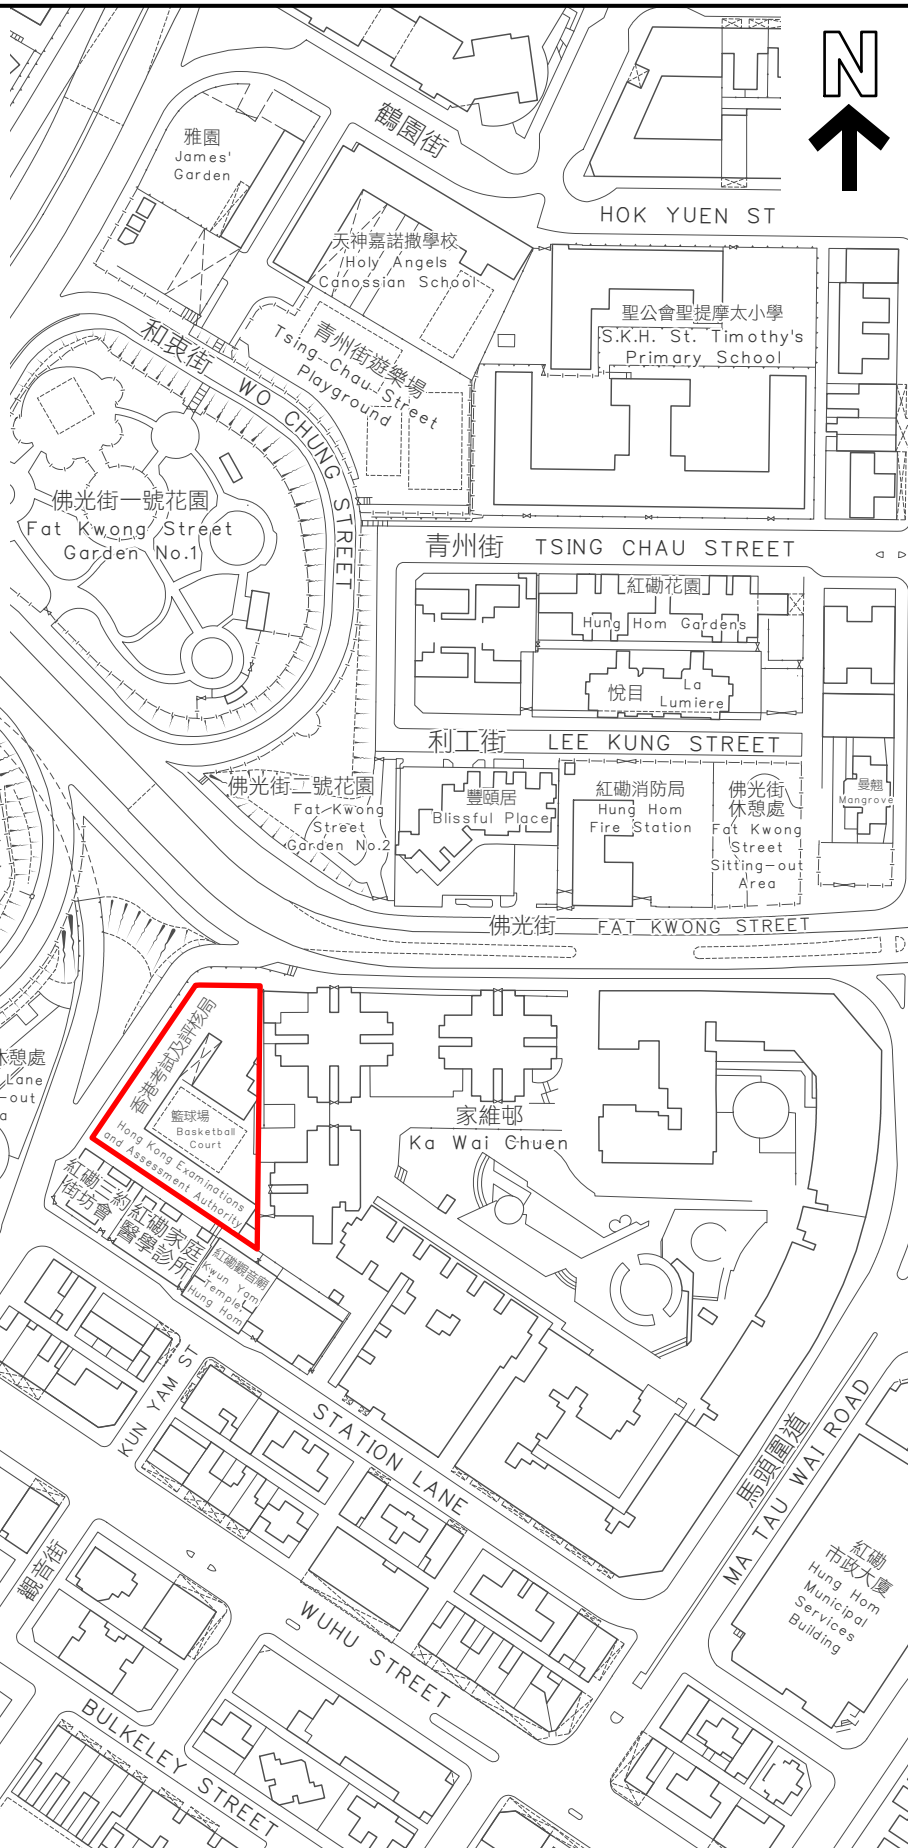 N
鶴園街
雅園
James'
Garden
HOK YUEN ST
天神嘉諾撒學校
Holy Angels
Canossian School
聖公會聖提摩太小學
S.K.H. St. Timothy's
Primary School
青州街遊樂場
Tsing-Chau Street
Playground
和衷街 WO CHUNG STREET
佛光街一號花園
Fat Kwong Street
Garden No.1
青州街 TSING CHAU STREET
紅磡花園
Hung Hom Gardens
悅目
La
Lumiere
利工街 LEE KUNG STREET
佛光街二號花園
Fat Kwong
Street
Garden No.2
豐頤居
Blissful Place
紅磡消防局
Hung Hom
Fire Station
佛光街
休憩處
Fat Kwong
Street
Sitting-out
Area
曼翹
Mangrove
佛光街 FAT KWONG STREET
香港考試及評核局
籃球場
Basketball
Court
Hong Kong Examinations
and Assessment Authority
休憩處
Lane
-out
a
家維邨
Ka Wai Chuen
紅磡三約
街坊會
紅磡家庭
醫學診所
紅磡觀音廟
Kwun Yam
Temple,
Hung Hom
KUN YAM ST
STATION LANE
馬頭圍道
MA TAU WAI ROAD
紅磡
市政大廈
Hung Hom
Municipal
Services
Building
觀音街
WUHU STREET
BULKELEY STREET